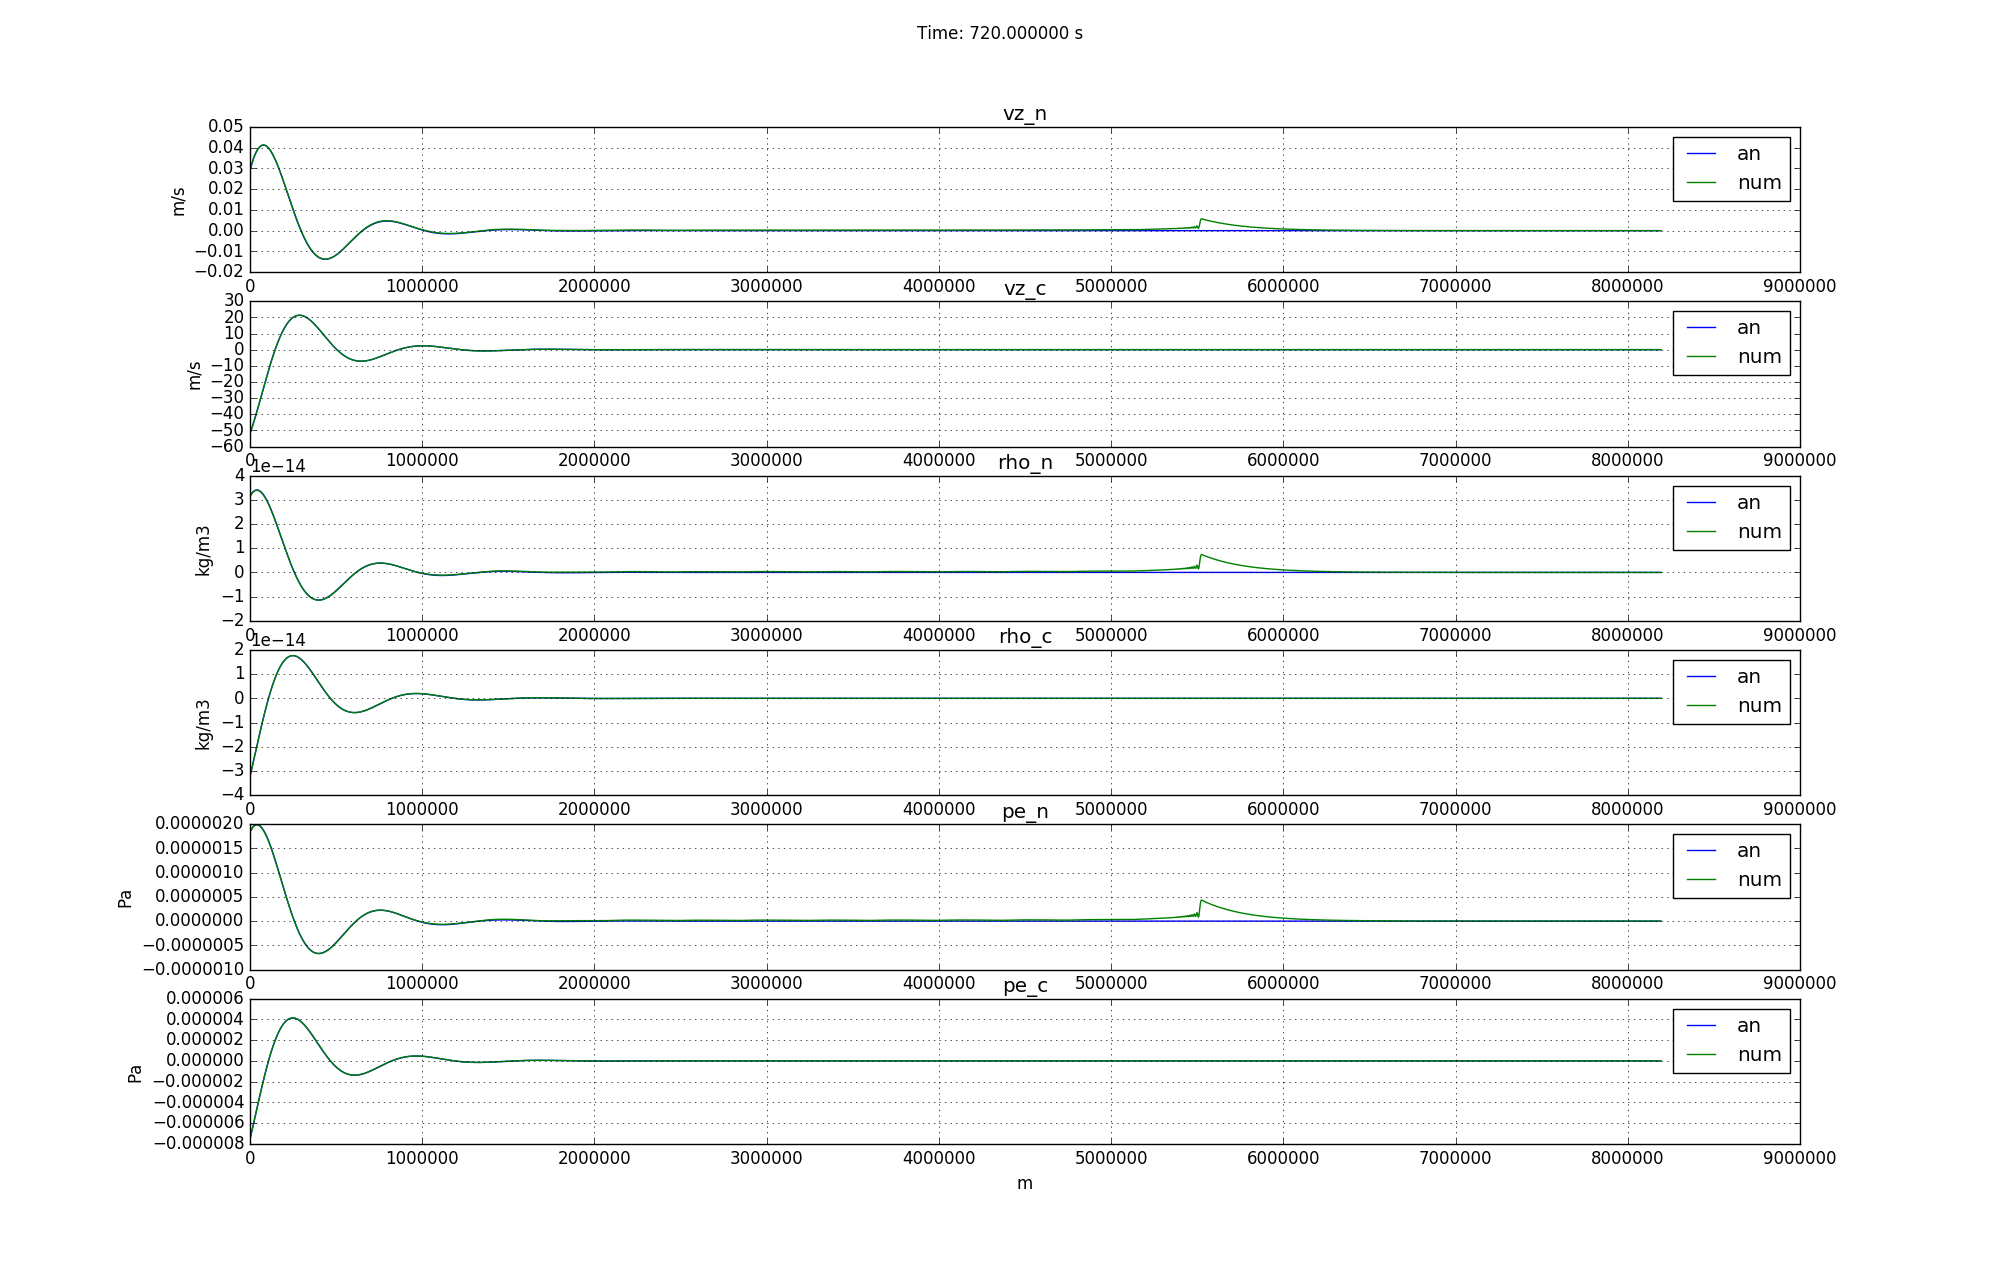 Time: 720.000000 s
vz_n
0.05
0.04
0.03
0.02
0.01
0.00
−0.01
−0.02
m/s
an
num
0 1000000 2000000 3000000 4000000 5000000 6000000 7000000 8000000 9000000
vz_c
30
20
10
0
−10
−20
−30
−40
−50
−60
m/s
an
num
0 1000000 2000000 3000000 4000000 5000000 6000000 7000000 8000000 9000000
1e−14
rho_n
4
3
2
1
0
−1
−2
kg/m3
an
num
0 1000000 2000000 3000000 4000000 5000000 6000000 7000000 8000000 9000000
1e−14
rho_c
2
1
0
−1
−2
−3
−4
kg/m3
an
num
0 1000000 2000000 3000000 4000000 5000000 6000000 7000000 8000000 9000000
pe_n
0.0000020
0.0000015
0.0000010
0.0000005
0.0000000
−0.0000005
−0.0000010
Pa
an
num
0 1000000 2000000 3000000 4000000 5000000 6000000 7000000 8000000 9000000
pe_c
0.000006
0.000004
0.000002
0.000000
−0.000002
−0.000004
−0.000006
−0.000008
Pa
an
num
0 1000000 2000000 3000000 4000000 5000000 6000000 7000000 8000000 9000000
m